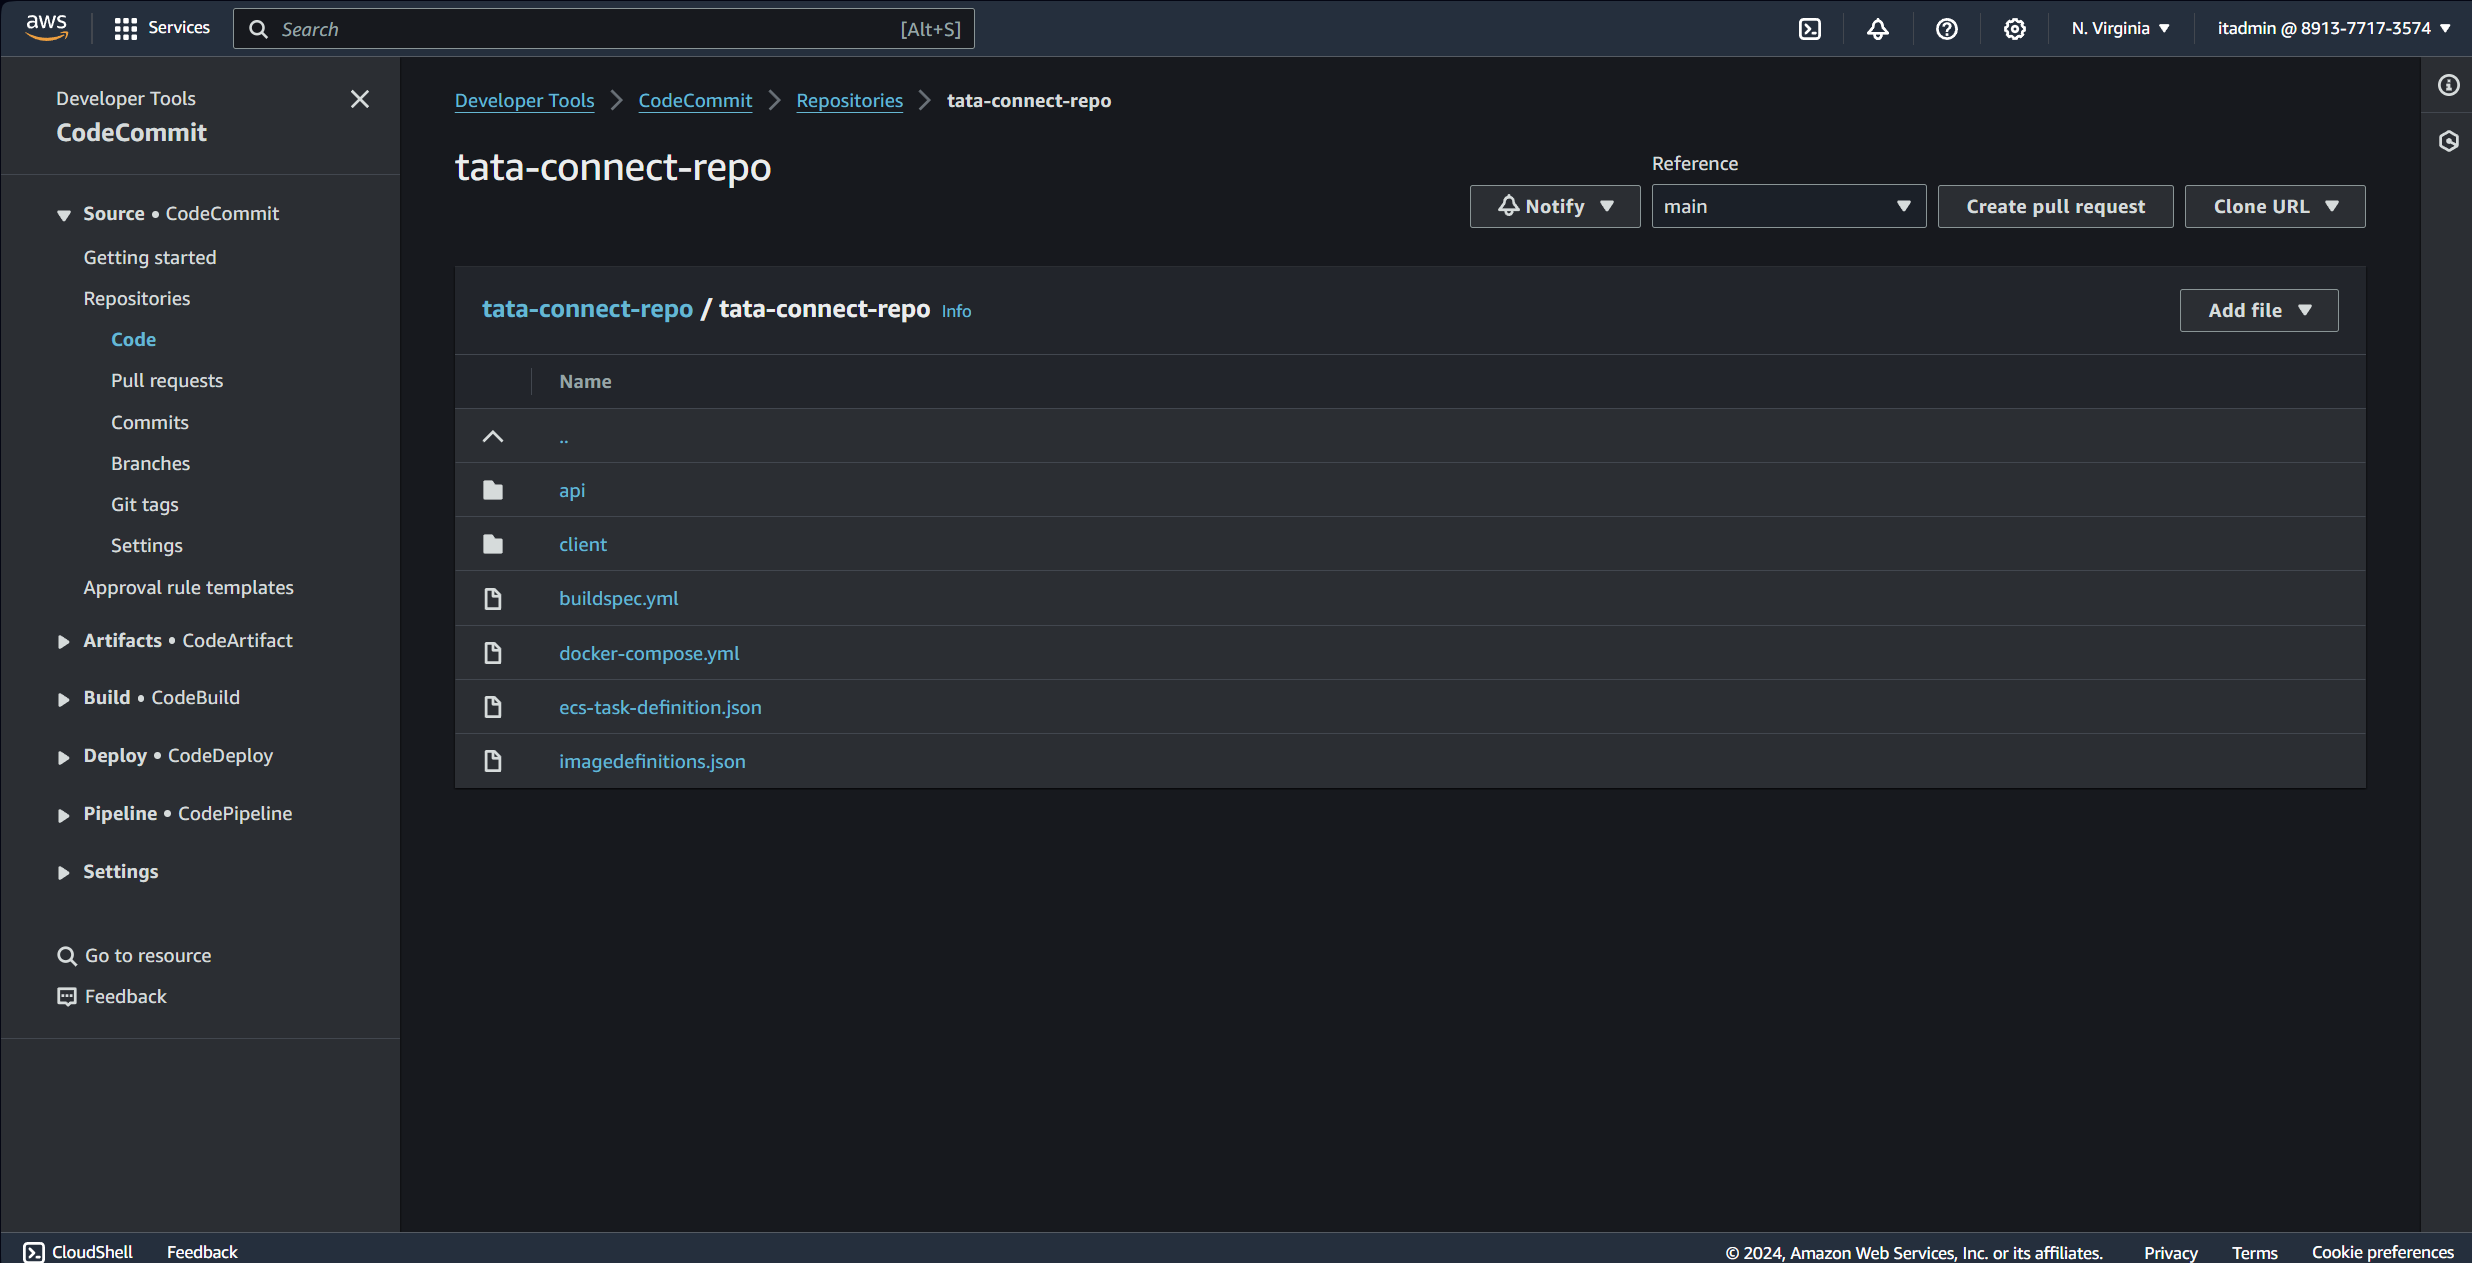 aws
Services
Search [Alt+S]
N. Virginia
itadmin @ 8913-7717-3574
Developer Tools
CodeCommit
Source • CodeCommit
Getting started
Repositories
Code
Pull requests
Commits
Branches
Git tags
Settings
Approval rule templates
Artifacts • CodeArtifact
Build • CodeBuild
Deploy • CodeDeploy
Pipeline • CodePipeline
Settings
Go to resource
Feedback
Developer Tools CodeCommit Repositories tata-connect-repo
tata-connect-repo
Reference
Notify main Create pull request Clone URL
tata-connect-repo / tata-connect-repo Info
Add file
Name
..
api
client
buildspec.yml
docker-compose.yml
ecs-task-definition.json
imagedefinitions.json
CloudShell Feedback © 2024, Amazon Web Services, Inc. or its affiliates. Privacy Terms Cookie preferences